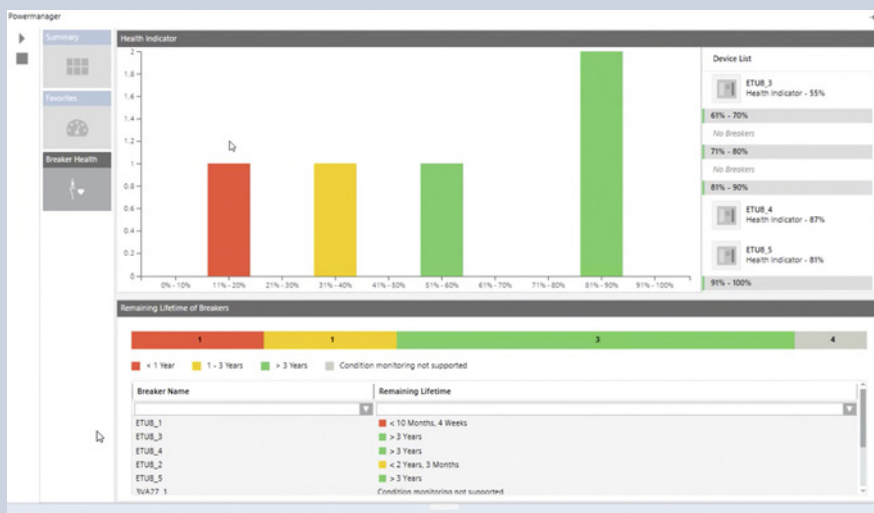 Powermanager
Summary
Favorites
Breaker Health
Health Indicator
2
1.8
1.6
1.4
1.2
1
0.8
0.6
0.4
0.2
0
0% - 10% 11% - 20% 21% - 30% 31% - 40% 41% - 50% 51% - 60% 61% - 70% 71% - 80% 81% - 90% 91% - 100%
Device List
ETU8_3
Health Indicator - 55%
61% - 70%
No Breakers
71% - 80%
No Breakers
81% - 90%
ETU8_4
Health Indicator - 87%
ETU8_5
Health Indicator - 81%
91% - 100%
Remaining Lifetime of Breakers
1 1 3 4
< 1 Year 1 - 3 Years > 3 Years Condition monitoring not supported
Breaker Name Remaining Lifetime
ETU8_1 < 10 Months, 4 Weeks
ETU8_3 > 3 Years
ETU8_4 > 3 Years
ETU8_2 < 2 Years, 3 Months
ETU8_5 > 3 Years
3VA27_1 Condition monitoring not supported